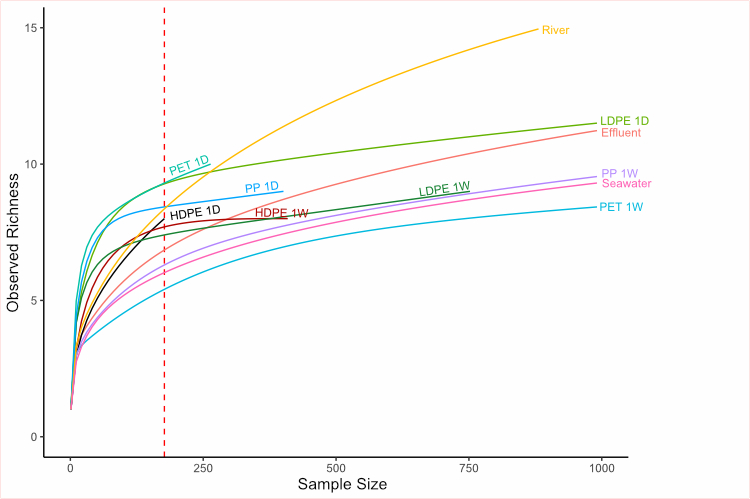 15
River
LDPE 1D
Effluent
10
PET 1D
PP 1D
LDPE 1W
PP 1W
Seawater
HDPE 1D
HDPE 1W
PET 1W
Observed Richness
5
0
0
250
500
750
1000
Sample Size